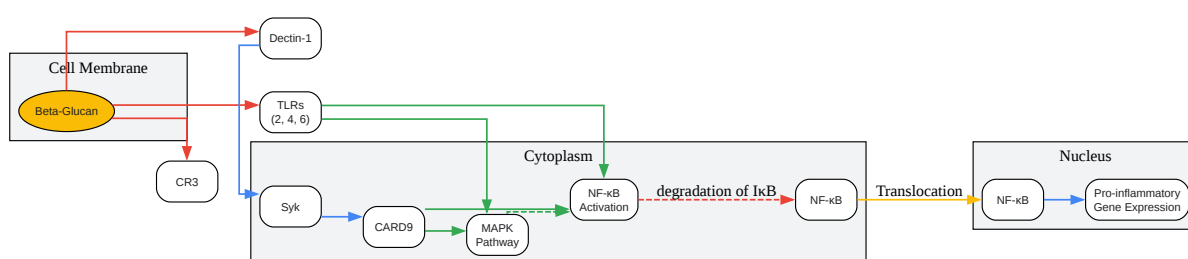 Dectin-1
Cell Membrane
Beta-Glucan
TLRs
(2, 4, 6)
CR3
Cytoplasm
Syk
CARD9
MAPK
Pathway
NF-κB
Activation
degradation of IκB
NF-κB
Translocation
Nucleus
NF-κB
Pro-inflammatory
Gene Expression